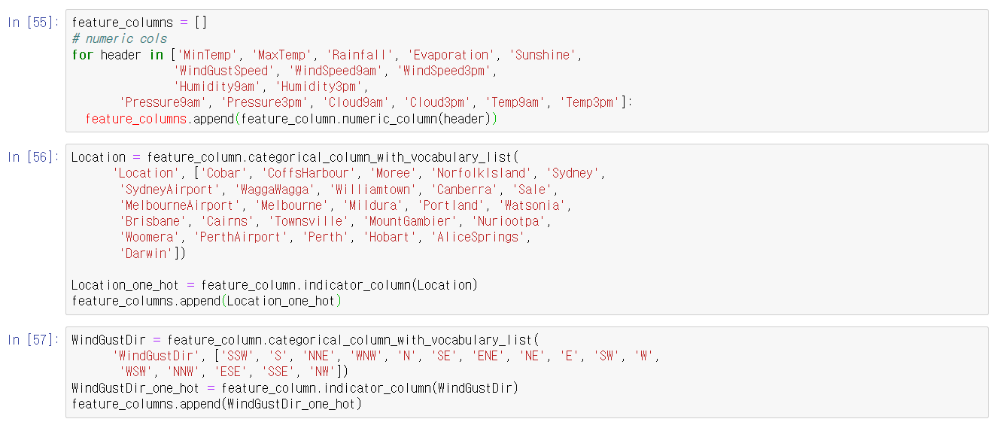 In [55]: feature_columns = []
# numeric cols
for header in ['MinTemp', 'MaxTemp', 'Rainfall', 'Evaporation', 'Sunshine',
'WindGustSpeed', 'WindSpeed9am', 'WindSpeed3pm',
'Humidity9am', 'Humidity3pm',
'Pressure9am', 'Pressure3pm', 'Cloud9am', 'Cloud3pm', 'Temp9am', 'Temp3pm']:
feature_columns.append(feature_column.numeric_column(header))
In [56]: Location = feature_column.categorical_column_with_vocabulary_list(
'Location', ['Cobar', 'CoffsHarbour', 'Moree', 'NorfolkIsland', 'Sydney',
'SydneyAirport', 'WaggaWagga', 'Williamtown', 'Canberra', 'Sale',
'MelbourneAirport', 'Melbourne', 'Mildura', 'Portland', 'Watsonia',
'Brisbane', 'Cairns', 'Townsville', 'MountGambier', 'Nuriootpa',
'Woomera', 'PerthAirport', 'Perth', 'Hobart', 'AliceSprings',
'Darwin'])
Location_one_hot = feature_column.indicator_column(Location)
feature_columns.append(Location_one_hot)
In [57]: WindGustDir = feature_column.categorical_column_with_vocabulary_list(
'WindGustDir', ['SSW', 'S', 'NNE', 'WNW', 'N', 'SE', 'ENE', 'NE', 'E', 'SW', 'W',
'WSW', 'NNW', 'ESE', 'SSE', 'NW'])
WindGustDir_one_hot = feature_column.indicator_column(WindGustDir)
feature_columns.append(WindGustDir_one_hot)